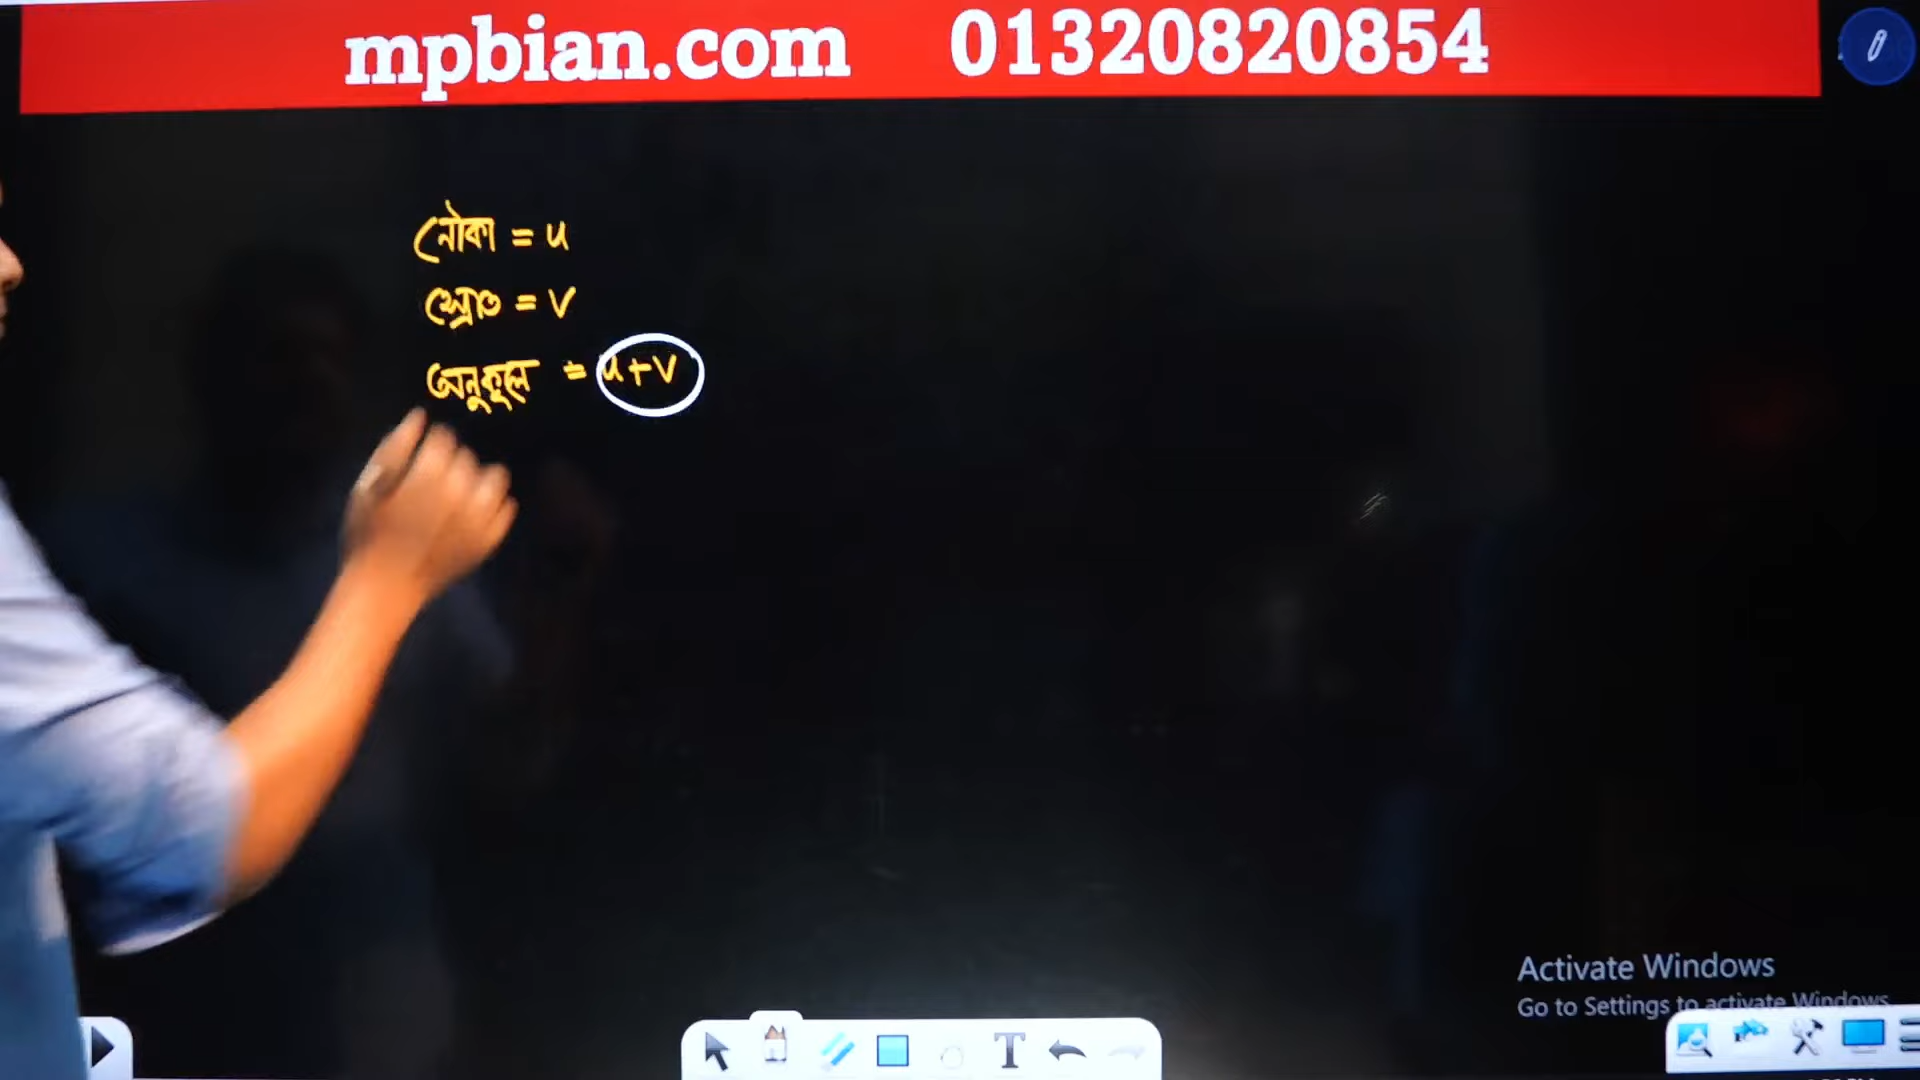 mpbian.com 01320820854
নৌকা = u
স্রোত = v
অনুকূলে = u+v
Activate Windows
Go to Settings to activate Windows
T